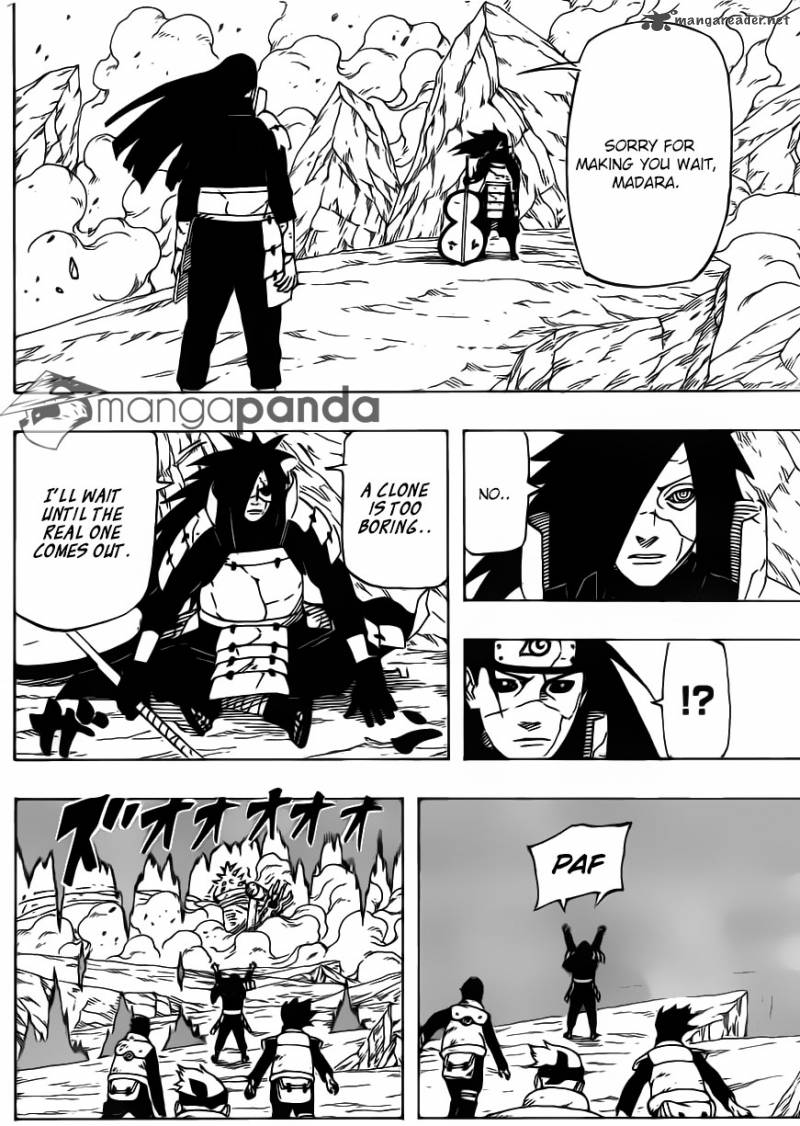 mangareader.net
SORRY FOR
MAKING YOU WAIT,
MADARA.
mangapanda
NO..
A CLONE
IS TOO
BORING..
I'LL WAIT
UNTIL THE
REAL ONE
COMES OUT.
ザ
!?
ズオオオオオ
PAF